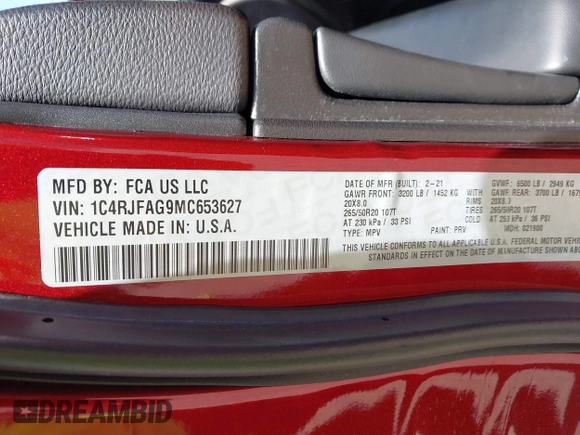 MFD BY: FCA US LLC
VIN: 1C4RJFAG9MC653627
VEHICLE MADE IN: U.S.A.
DATE OF MFR (BUILT): 2-21 GVWR: 6500 LB / 2949 KG
GAWR FRONT: 3200 LB / 1452 KG WITH GAWR REAR: 3700 LB / 1678
20X8.0 RIMS 20X8.0
265/50R20 107T TIRES 265/50R20 107T
AT 230 kPa / 33 PSI COLD AT 250 kPa / 36 PSI
TYPE: MPV PAINT: PRV MDH: 021900
THIS VEHICLE CONFORMS TO ALL APPLICABLE U.S.A. FEDERAL MOTOR VEHIC
STANDARDS IN EFFECT ON THE DATE OF MANUFACTURE SHOWN ABO
DREAMBID